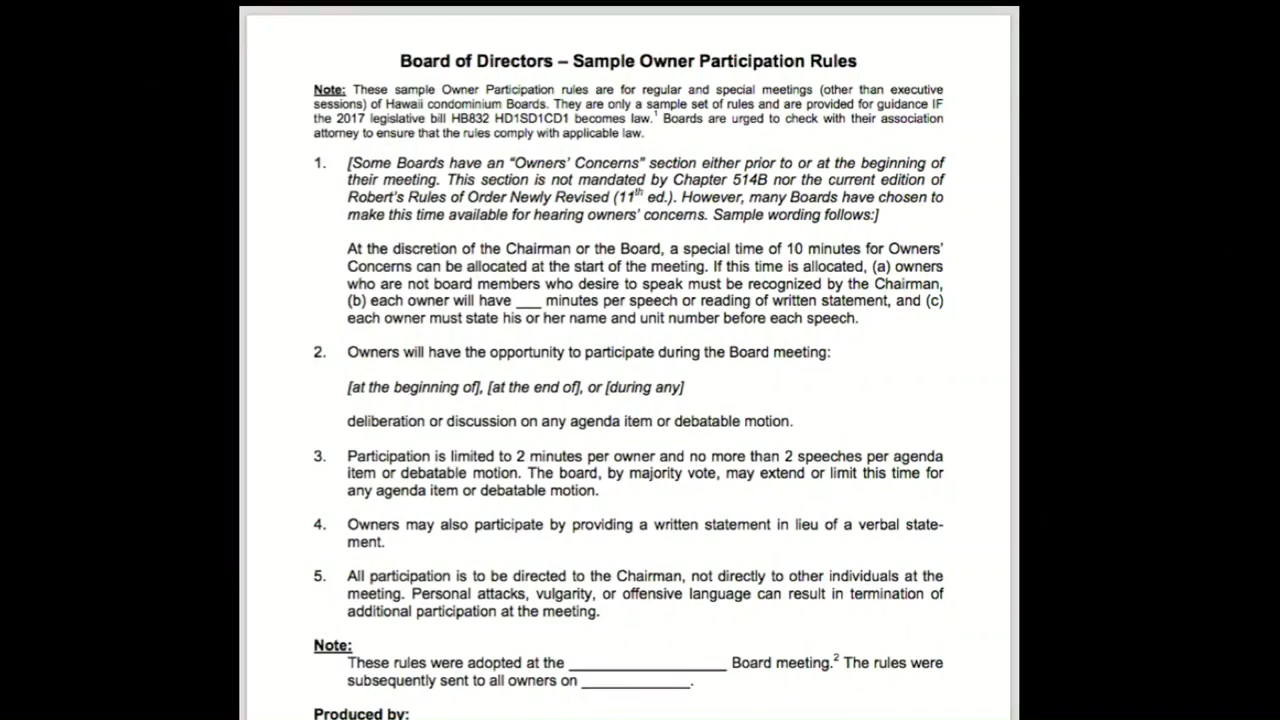 Board of Directors – Sample Owner Participation Rules
Note: These sample Owner Participation rules are for regular and special meetings (other than executive
sessions) of Hawaii condominium Boards. They are only a sample set of rules and are provided for guidance IF
the 2017 legislative bill HB832 HD1SD1CD1 becomes law.1 Boards are urged to check with their association
attorney to ensure that the rules comply with applicable law.
1. [Some Boards have an “Owners’ Concerns” section either prior to or at the beginning of
their meeting. This section is not mandated by Chapter 514B nor the current edition of
Robert’s Rules of Order Newly Revised (11th ed.). However, many Boards have chosen to
make this time available for hearing owners’ concerns. Sample wording follows:]
At the discretion of the Chairman or the Board, a special time of 10 minutes for Owners’
Concerns can be allocated at the start of the meeting. If this time is allocated, (a) owners
who are not board members who desire to speak must be recognized by the Chairman,
(b) each owner will have ___ minutes per speech or reading of written statement, and (c)
each owner must state his or her name and unit number before each speech.
2. Owners will have the opportunity to participate during the Board meeting:
[at the beginning of], [at the end of], or [during any]
deliberation or discussion on any agenda item or debatable motion.
3. Participation is limited to 2 minutes per owner and no more than 2 speeches per agenda
item or debatable motion. The board, by majority vote, may extend or limit this time for
any agenda item or debatable motion.
4. Owners may also participate by providing a written statement in lieu of a verbal state-
ment.
5. All participation is to be directed to the Chairman, not directly to other individuals at the
meeting. Personal attacks, vulgarity, or offensive language can result in termination of
additional participation at the meeting.
Note:
These rules were adopted at the ___________________ Board meeting.2 The rules were
subsequently sent to all owners on _____________.
Produced by: